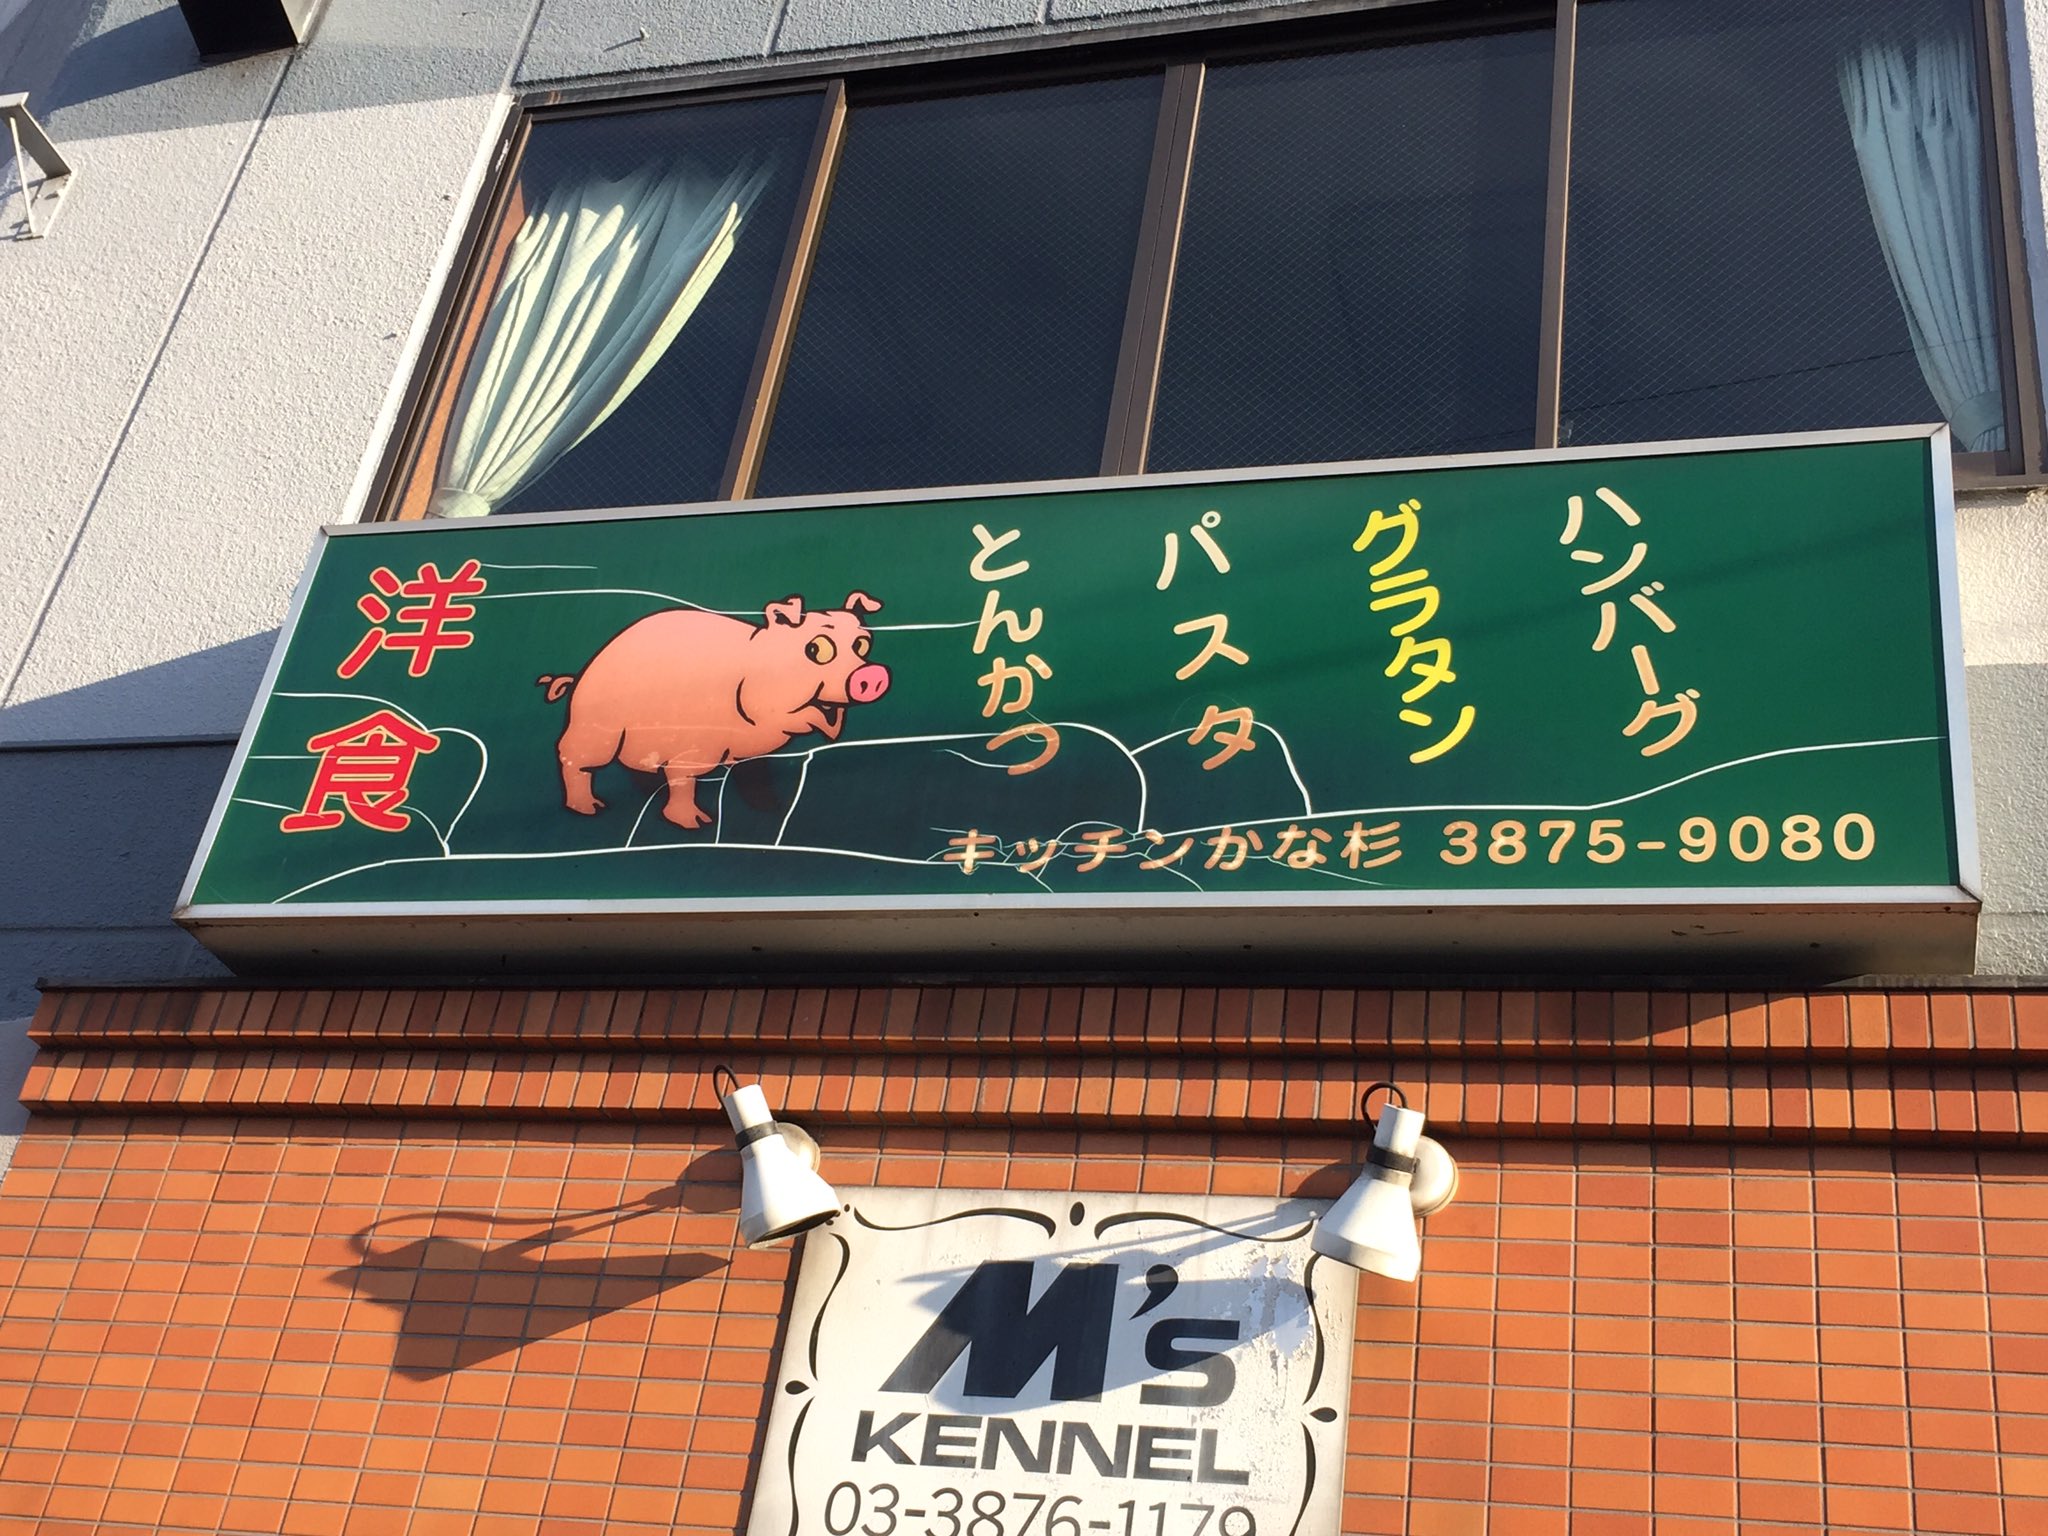 洋食
ハンバーグ
グラタン
パスタ
とんかつ
キッチンかな杉 3875-9080
M's
KENNEL
03-3876-1179